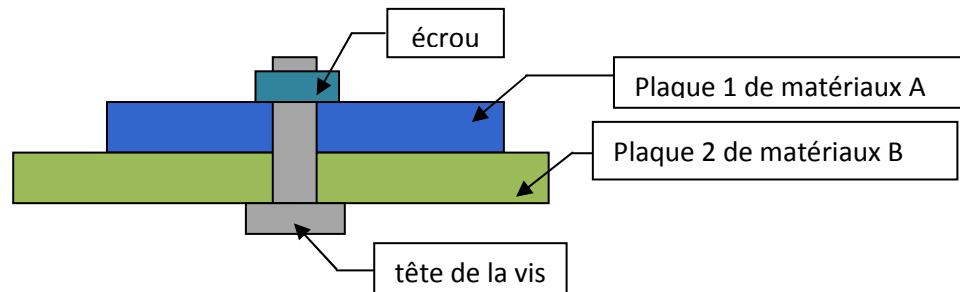 écrou
Plaque 1 de matériaux A
Plaque 2 de matériaux B
tête de la vis